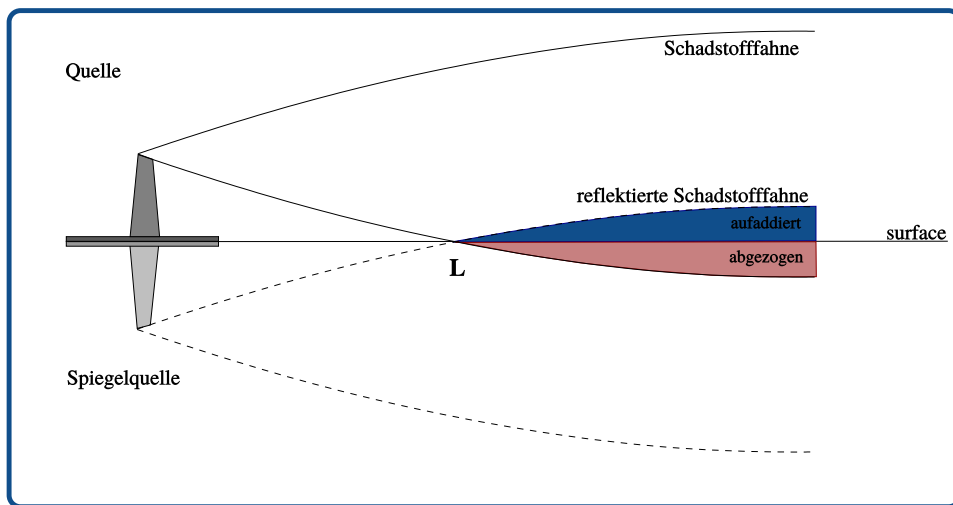 Schadstofffahne
Quelle
reflektierte Schadstofffahne
aufaddiert
surface
abgezogen
L
Spiegelquelle